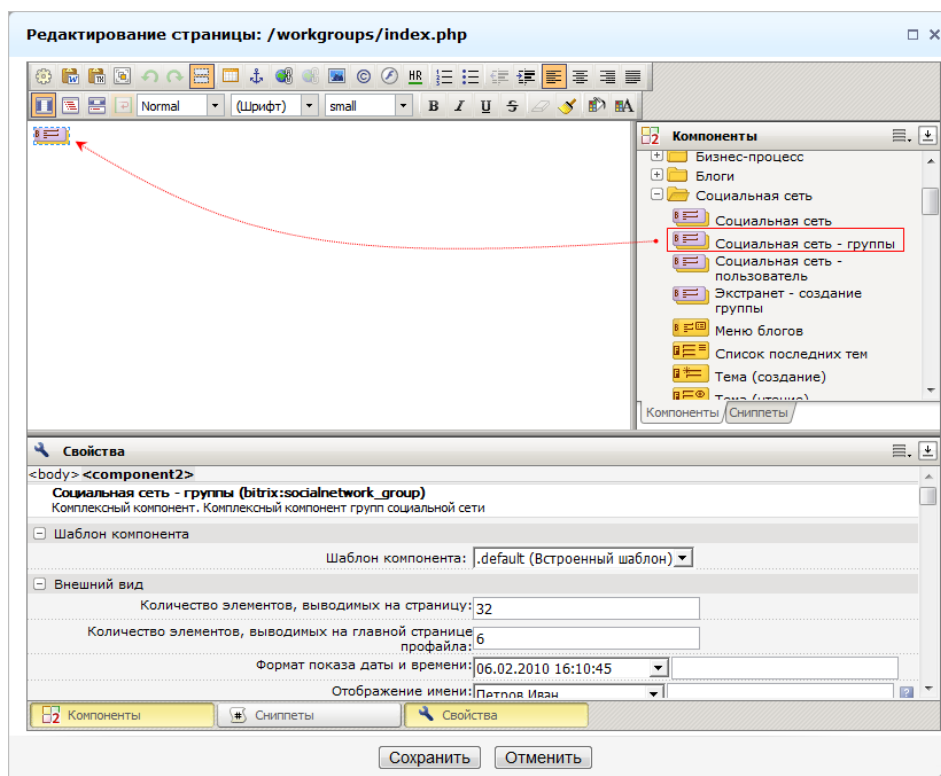 Редактирование страницы: /workgroups/index.php
HR
Normal (Шрифт) small B I U S A
Компоненты
Бизнес-процесс
Блоги
Социальная сеть
Социальная сеть
Социальная сеть - группы
Социальная сеть -
пользователь
Экстранет - создание
группы
Меню блогов
Список последних тем
Тема (создание)
Тема (чтение)
Компоненты Сниппеты
Свойства
<body> <component2>
Социальная сеть - группы (bitrix:socialnetwork_group)
Комплексный компонент. Комплексный компонент групп социальной сети
Шаблон компонента
Шаблон компонента: .default (Встроенный шаблон)
Внешний вид
Количество элементов, выводимых на страницу: 32
Количество элементов, выводимых на главной странице
профайла: 6
Формат показа даты и времени: 06.02.2010 16:10:45
Отображение имени: Петров Иван
Компоненты Сниппеты Свойства
Сохранить Отменить